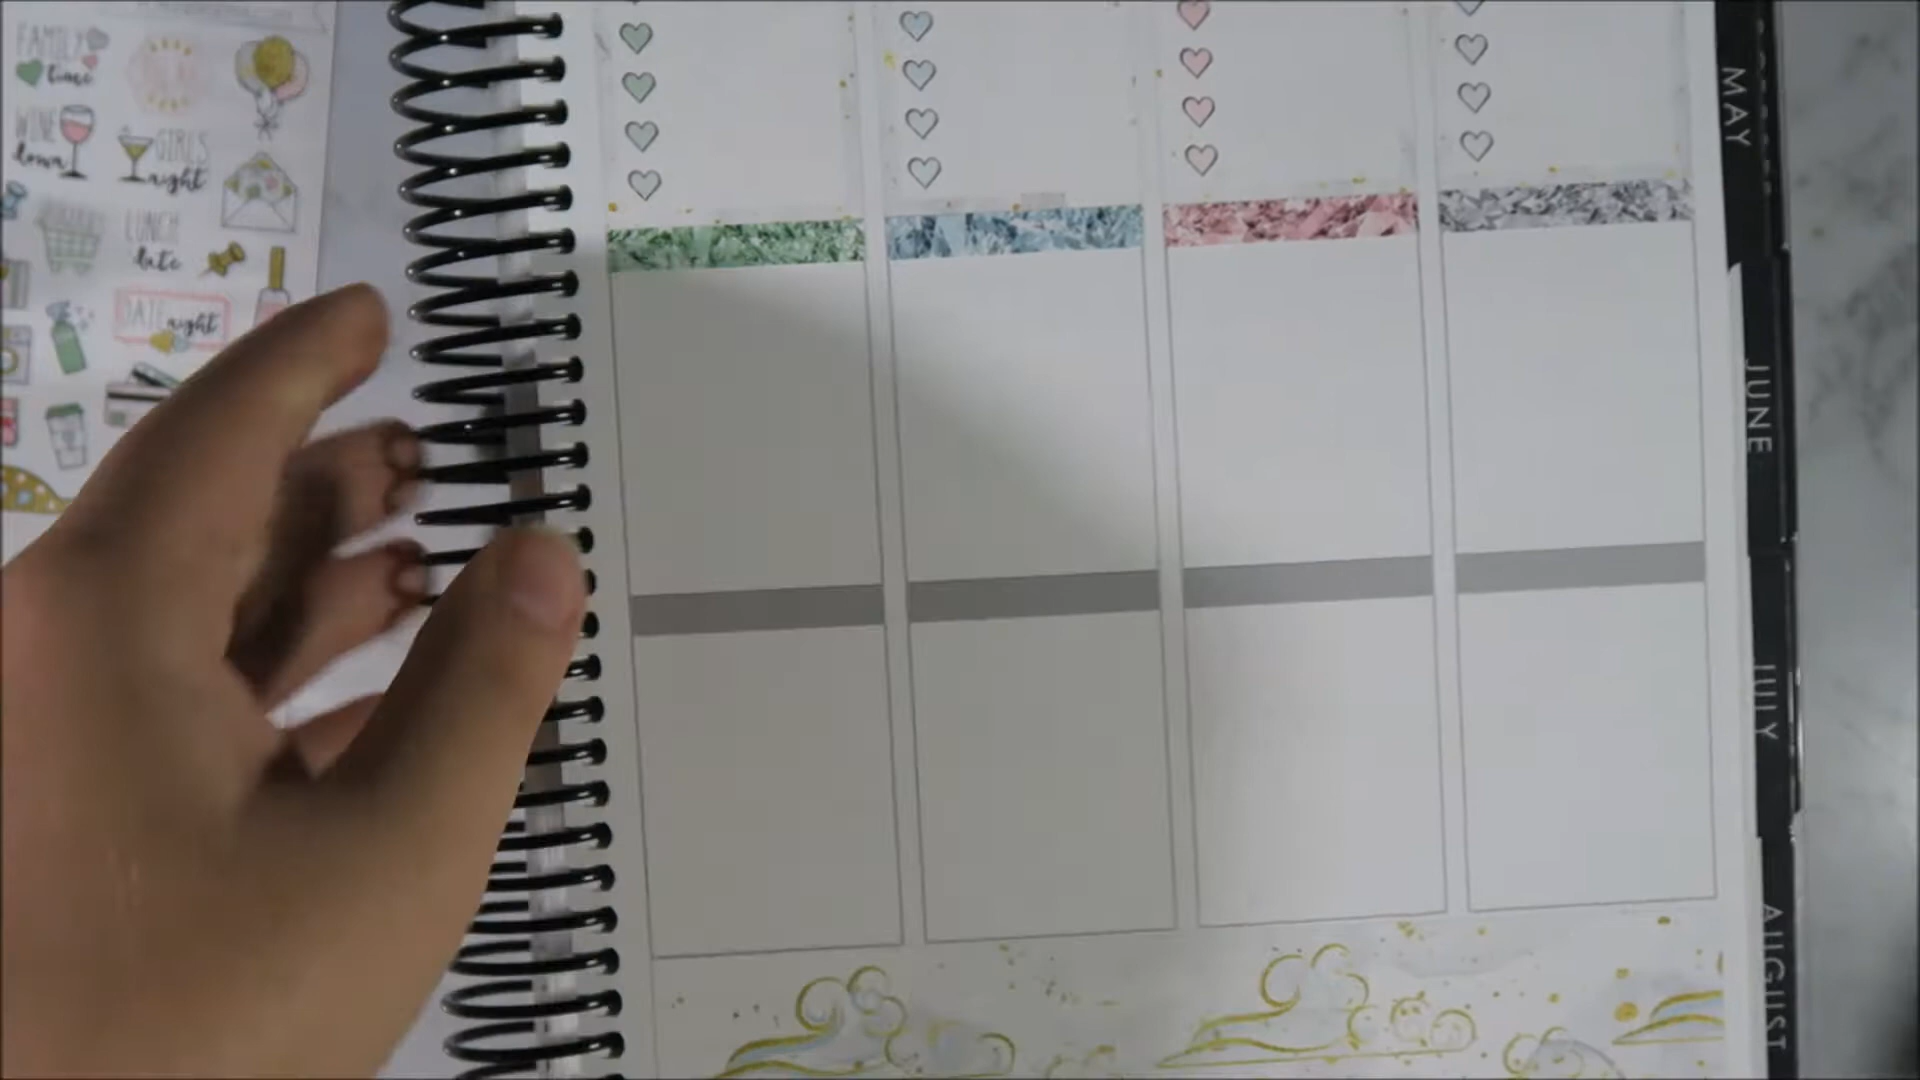 FAMILY
time
WINE
down
GIRLS
night
LUNCH
date
DATE night
MAY
JUNE
JULY
AUGUST